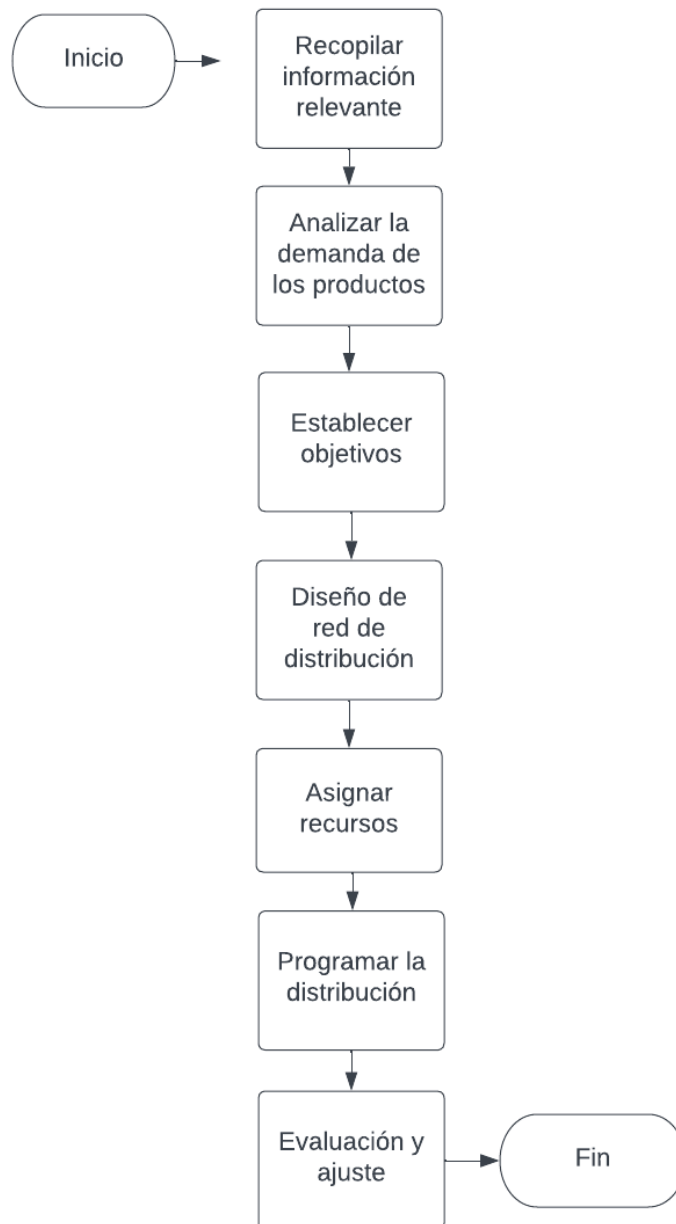 Inicio
Recopilar
información
relevante
Analizar la
demanda de
los productos
Establecer
objetivos
Diseño de
red de
distribución
Asignar
recursos
Programar la
distribución
Evaluación y
ajuste
Fin